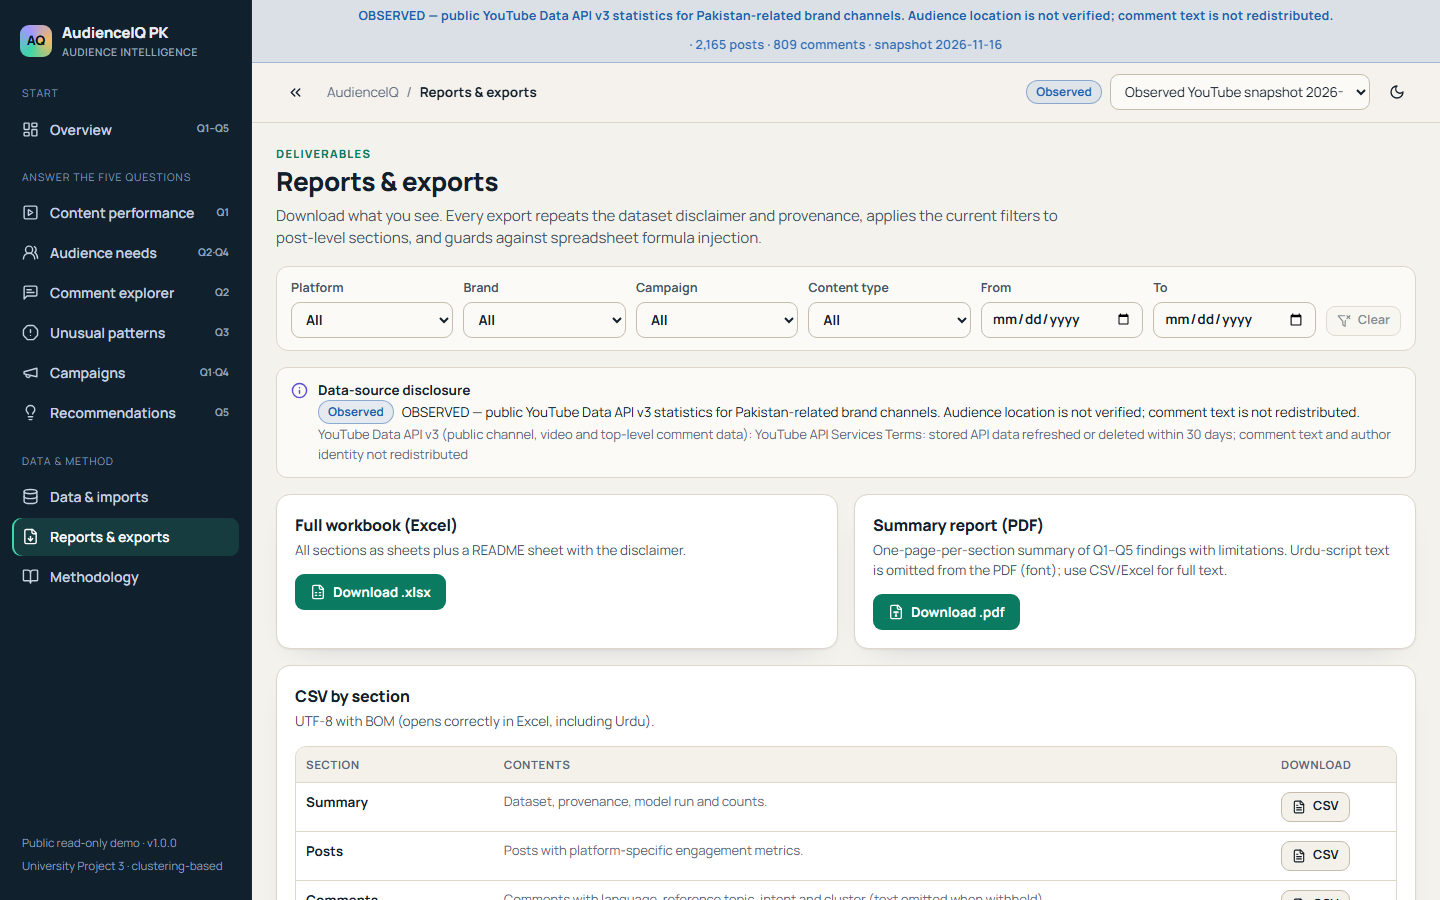 AQ
AudienceIQ PK
AUDIENCE INTELLIGENCE
START
Overview Q1–Q5
ANSWER THE FIVE QUESTIONS
Content performance Q1
Audience needs Q2·Q4
Comment explorer Q2
Unusual patterns Q3
Campaigns Q1·Q4
Recommendations Q5
DATA & METHOD
Data & imports
Reports & exports
Methodology
Public read-only demo · v1.0.0
University Project 3 · clustering-based
OBSERVED — public YouTube Data API v3 statistics for Pakistan-related brand channels. Audience location is not verified; comment text is not redistributed.
· 2,165 posts · 809 comments · snapshot 2026-11-16
AudienceIQ / Reports & exports
Observed
Observed YouTube snapshot 2026-
DELIVERABLES
Reports & exports
Download what you see. Every export repeats the dataset disclaimer and provenance, applies the current filters to
post-level sections, and guards against spreadsheet formula injection.
Platform Brand Campaign Content type From To
All All All All mm/dd/yyyy mm/dd/yyyy Clear
Data-source disclosure
Observed OBSERVED — public YouTube Data API v3 statistics for Pakistan-related brand channels. Audience location is not verified; comment text is not redistributed.
YouTube Data API v3 (public channel, video and top-level comment data): YouTube API Services Terms: stored API data refreshed or deleted within 30 days; comment text and author
identity not redistributed
Full workbook (Excel)
All sections as sheets plus a README sheet with the disclaimer.
Download .xlsx
Summary report (PDF)
One-page-per-section summary of Q1–Q5 findings with limitations. Urdu-script text
is omitted from the PDF (font); use CSV/Excel for full text.
Download .pdf
CSV by section
UTF-8 with BOM (opens correctly in Excel, including Urdu).
SECTION CONTENTS DOWNLOAD
Summary Dataset, provenance, model run and counts. CSV
Posts Posts with platform-specific engagement metrics. CSV
Comments Comments with language, reference topic, intent and cluster (text omitted when withheld). CSV